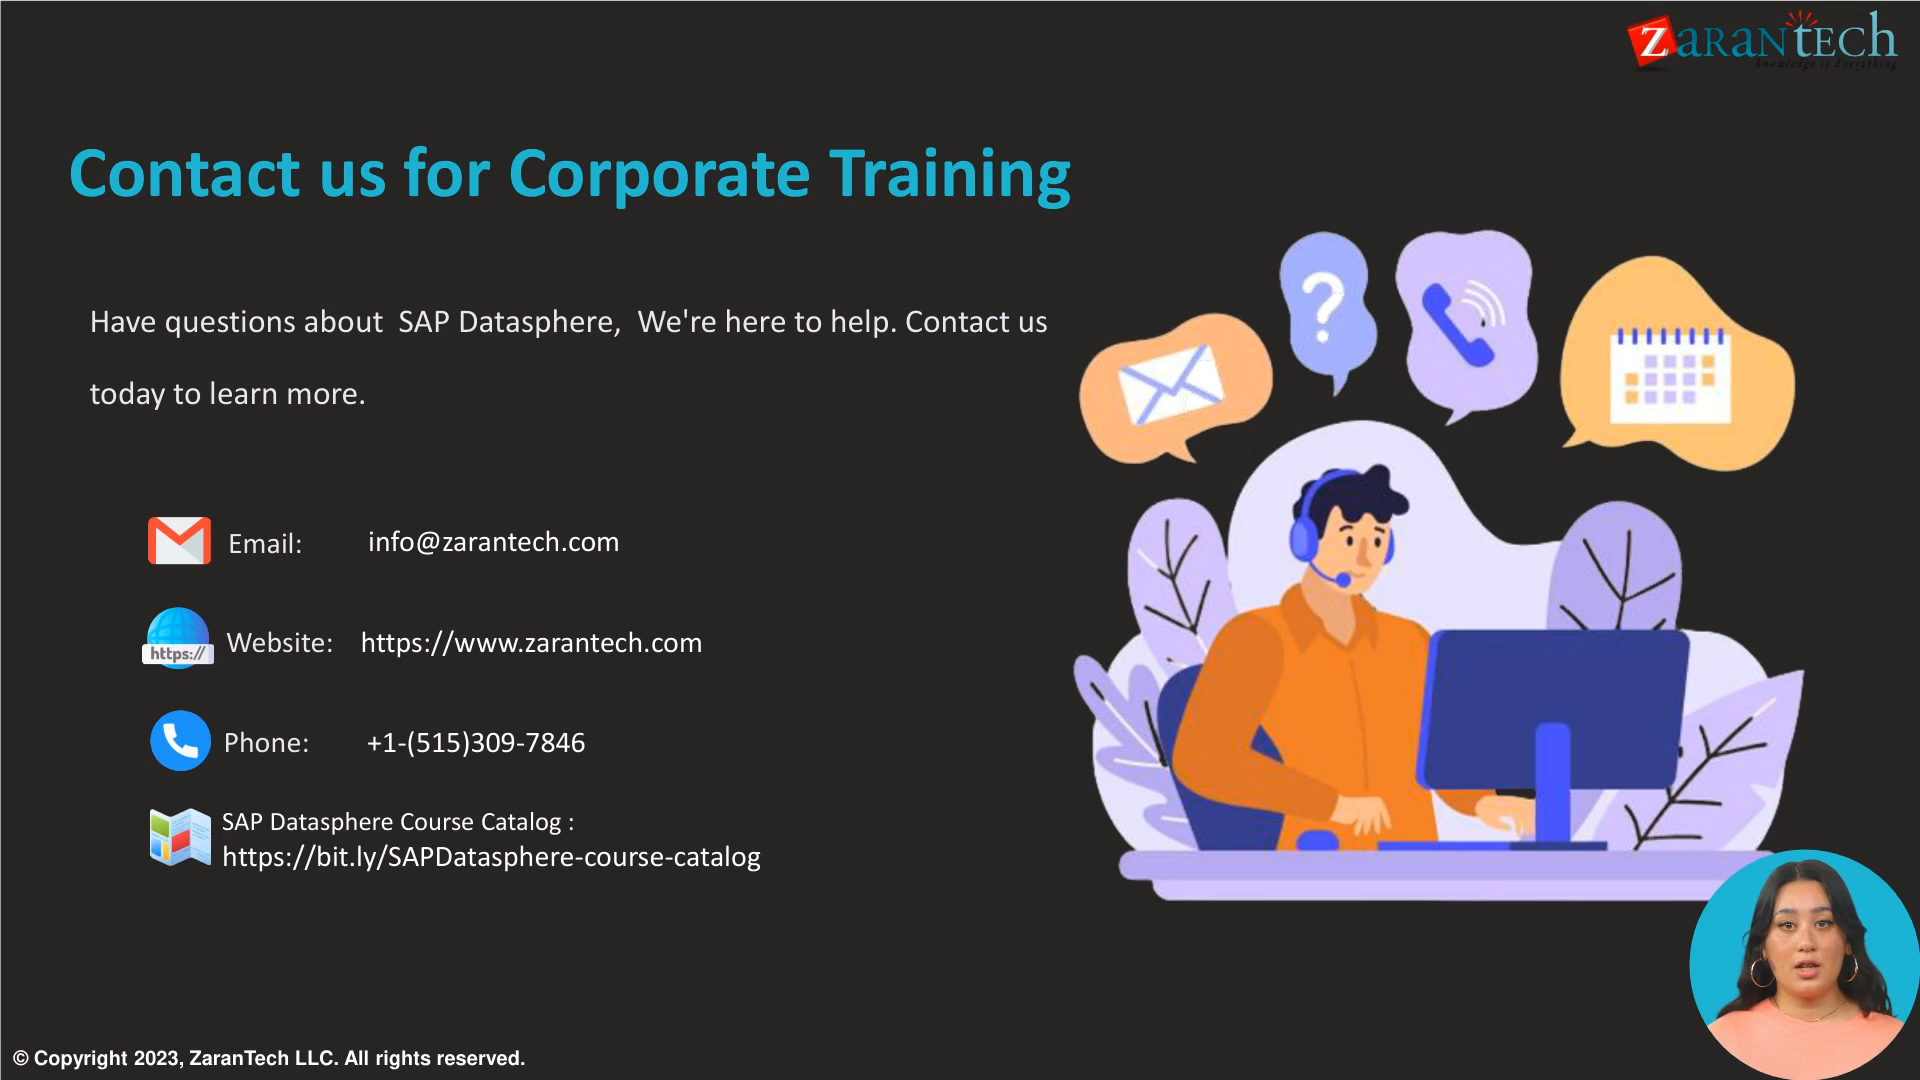 ZaranTech
Knowledge is Everything
Contact us for Corporate Training
Have questions about  SAP Datasphere,  We're here to help. Contact us
today to learn more.
Email: info@zarantech.com
https://
Website: https://www.zarantech.com
Phone: +1-(515)309-7846
SAP Datasphere Course Catalog :
https://bit.ly/SAPDatasphere-course-catalog
© Copyright 2023, ZaranTech LLC. All rights reserved.